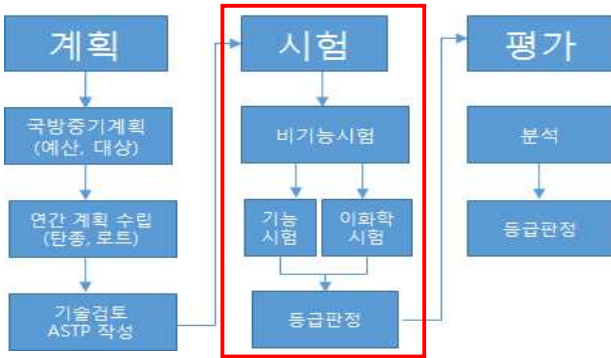 계획
국방중기계획
(예산, 대상)
연간 계획 수립
(탄종, 로트)
기술검토
ASTP 작성
시험
비기능시험
기능
시험
이화학
시험
등급판정
평가
분석
등급판정